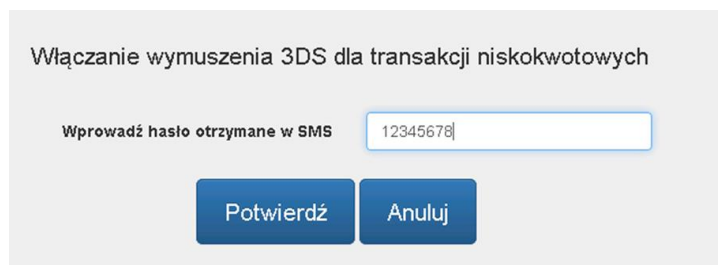 Włączanie wymuszenia 3DS dla transakcji niskokwotowych
Wprowadź hasło otrzymane w SMS 12345678
Potwierdź Anuluj